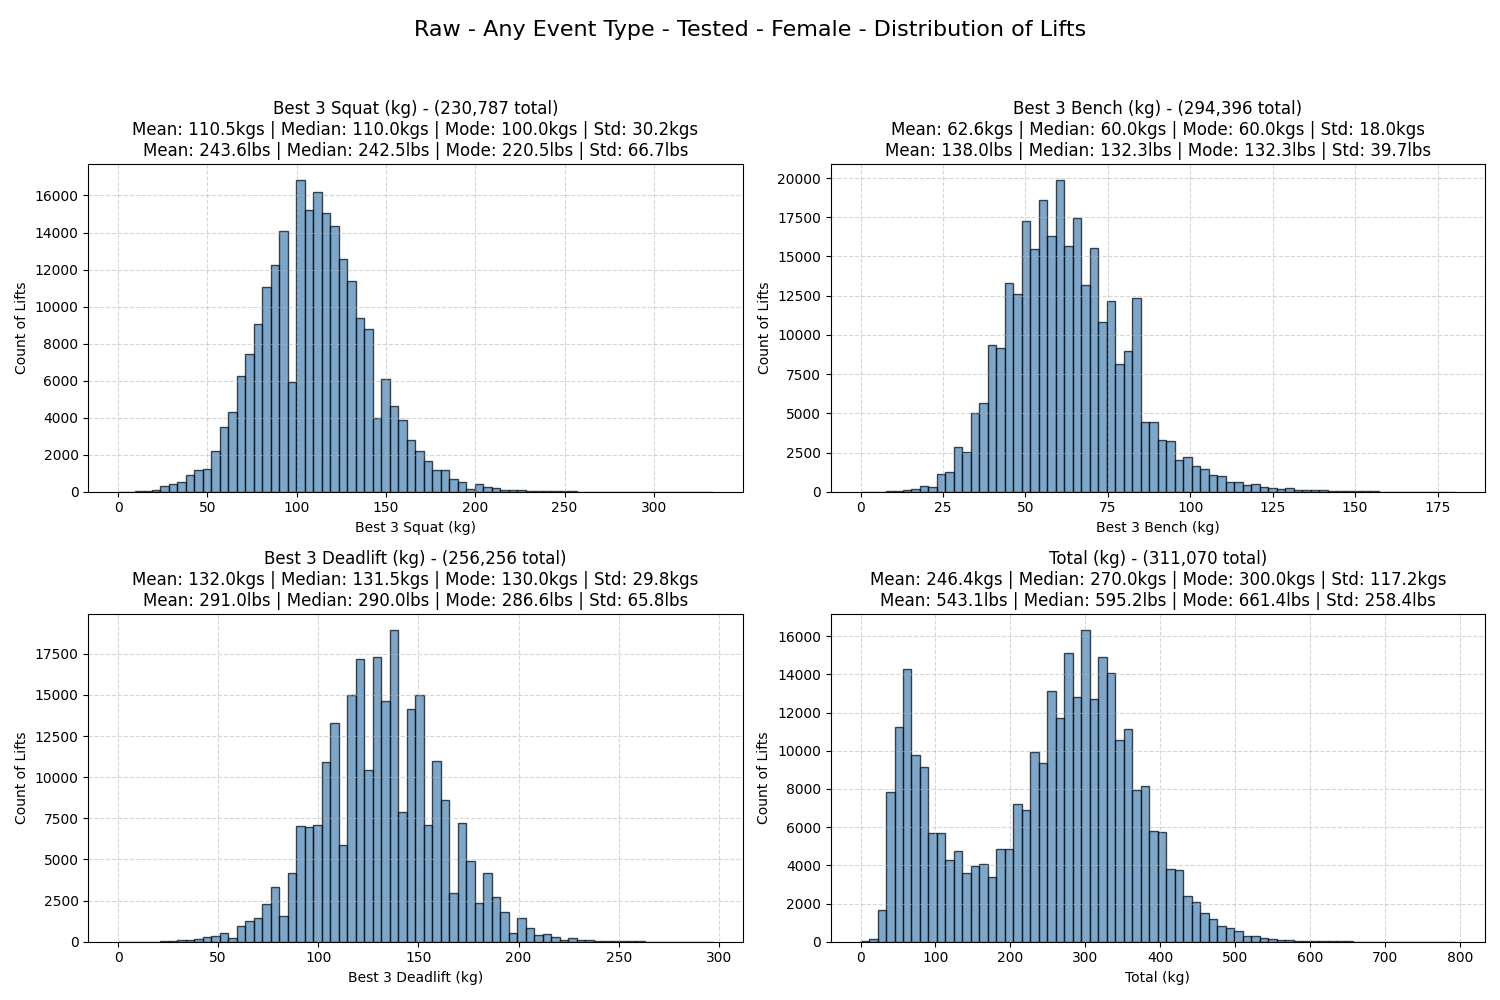 Raw - Any Event Type - Tested - Female - Distribution of Lifts
Best 3 Squat (kg) - (230,787 total)
Mean: 110.5kgs | Median: 110.0kgs | Mode: 100.0kgs | Std: 30.2kgs
Mean: 243.6lbs | Median: 242.5lbs | Mode: 220.5lbs | Std: 66.7lbs
Count of Lifts
16000
14000
12000
10000
8000
6000
4000
2000
0
0 50 100 150 200 250 300
Best 3 Squat (kg)
Best 3 Bench (kg) - (294,396 total)
Mean: 62.6kgs | Median: 60.0kgs | Mode: 60.0kgs | Std: 18.0kgs
Mean: 138.0lbs | Median: 132.3lbs | Mode: 132.3lbs | Std: 39.7lbs
Count of Lifts
20000
17500
15000
12500
10000
7500
5000
2500
0
0 25 50 75 100 125 150 175
Best 3 Bench (kg)
Best 3 Deadlift (kg) - (256,256 total)
Mean: 132.0kgs | Median: 131.5kgs | Mode: 130.0kgs | Std: 29.8kgs
Mean: 291.0lbs | Median: 290.0lbs | Mode: 286.6lbs | Std: 65.8lbs
Count of Lifts
17500
15000
12500
10000
7500
5000
2500
0
0 50 100 150 200 250 300
Best 3 Deadlift (kg)
Total (kg) - (311,070 total)
Mean: 246.4kgs | Median: 270.0kgs | Mode: 300.0kgs | Std: 117.2kgs
Mean: 543.1lbs | Median: 595.2lbs | Mode: 661.4lbs | Std: 258.4lbs
Count of Lifts
16000
14000
12000
10000
8000
6000
4000
2000
0
0 100 200 300 400 500 600 700 800
Total (kg)